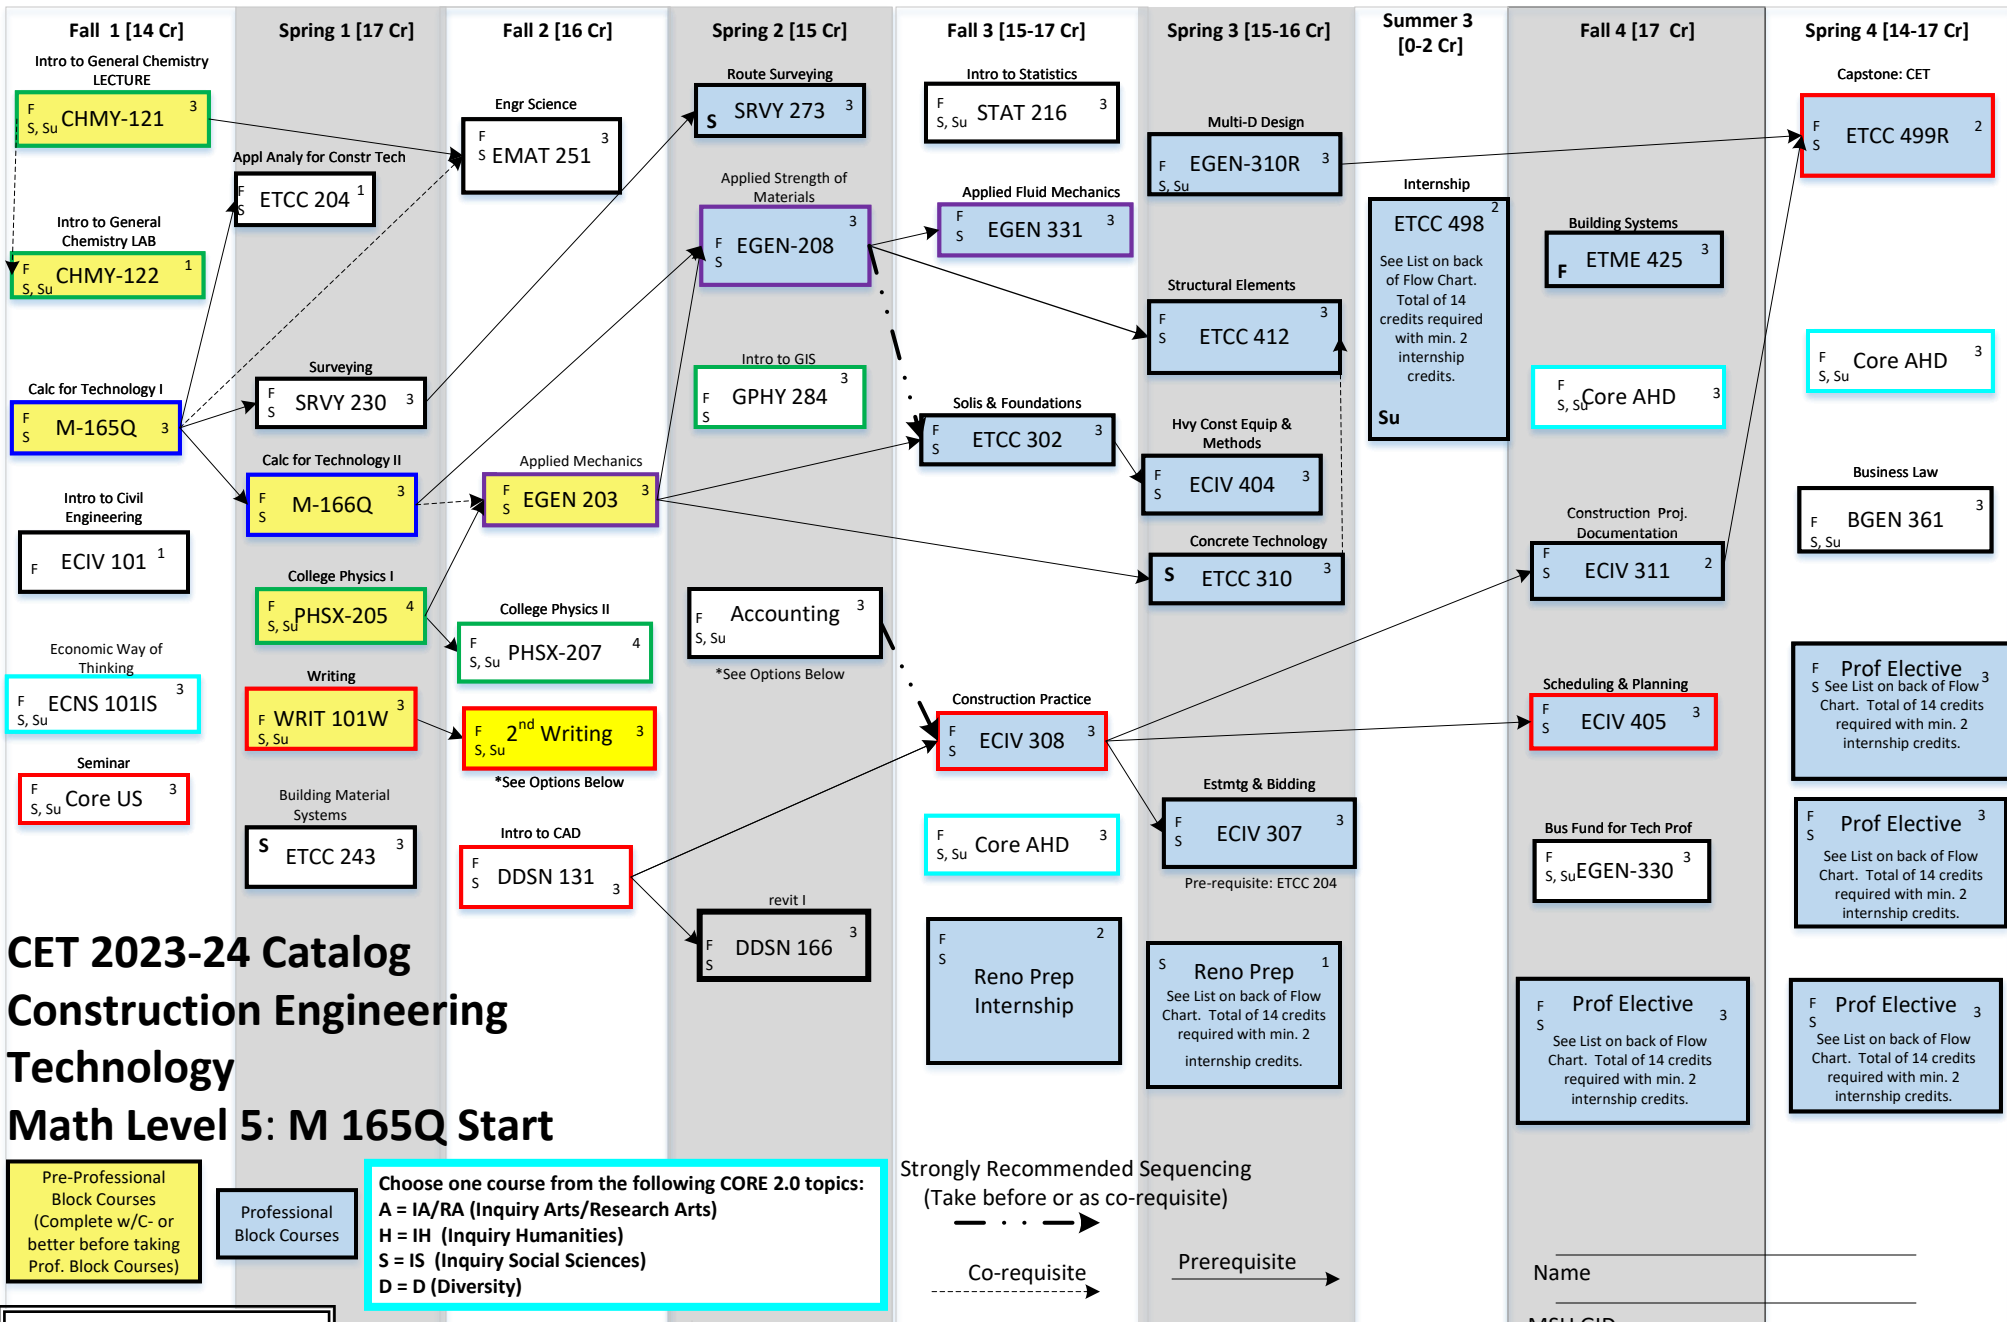 Fall  1 [14 Cr]
Intro to General Chemistry
LECTURE
F
S, Su
CHMY-121
3
Intro to General
Chemistry LAB
F
S, Su
CHMY-122
1
Calc for Technology I
F
S
M-165Q
3
Intro to Civil
Engineering
F
ECIV 101
1
Economic Way of
Thinking
F
S, Su
ECNS 101IS
3
Seminar
F
S, Su
Core US
3
Spring 1 [17 Cr]
Appl Analy for Constr Tech
F
S
ETCC 204
1
Surveying
F
S
SRVY 230
3
Calc for Technology II
F
S
M-166Q
3
College Physics I
F
S, Su
PHSX-205
4
Writing
F
S, Su
WRIT 101W
3
Building Material
Systems
S
ETCC 243
3
Fall 2 [16 Cr]
Engr Science
F
S
EMAT 251
3
Applied Mechanics
F
S
EGEN 203
3
College Physics II
F
S, Su
PHSX-207
4
F
S, Su
2nd Writing
3
*See Options Below
Intro to CAD
F
S
DDSN 131
3
Spring 2 [15 Cr]
Route Surveying
S
SRVY 273
3
Applied Strength of
Materials
F
S
EGEN-208
3
Intro to GIS
F
S
GPHY 284
3
F
S, Su
Accounting
3
*See Options Below
revit I
F
S
DDSN 166
3
Fall 3 [15-17 Cr]
Intro to Statistics
F
S, Su
STAT 216
3
Applied Fluid Mechanics
F
S
EGEN 331
3
Solis & Foundations
F
S
ETCC 302
3
Construction Practice
F
S
ECIV 308
3
F
S, Su
Core AHD
3
F
S
Reno Prep
Internship
2
Spring 3 [15-16 Cr]
Multi-D Design
F
S, Su
EGEN-310R
3
Structural Elements
F
S
ETCC 412
3
Hvy Const Equip &
Methods
F
S
ECIV 404
3
Concrete Technology
S
ETCC 310
3
Estmtg & Bidding
F
S
ECIV 307
3
Pre-requisite: ETCC 204
S
Reno Prep
1
See List on back of Flow
Chart.  Total of 14 credits
required with min. 2
internship credits.
Summer 3
[0-2 Cr]
Internship
ETCC 498
2
See List on back
of Flow Chart.
Total of 14
credits required
with min. 2
internship
credits.
Su
Fall 4 [17  Cr]
Building Systems
F
ETME 425
3
F
S, Su
Core AHD
3
Construction  Proj.
Documentation
F
S
ECIV 311
2
Scheduling & Planning
F
S
ECIV 405
3
Bus Fund for Tech Prof
F
S, Su
EGEN-330
3
F
S
Prof Elective
3
See List on back of Flow
Chart.  Total of 14 credits
required with min. 2
internship credits.
Spring 4 [14-17 Cr]
Capstone: CET
F
S
ETCC 499R
2
F
S, Su
Core AHD
3
Business Law
F
S, Su
BGEN 361
3
F
S
Prof Elective
3
See List on back of Flow
Chart.  Total of 14 credits
required with min. 2
internship credits.
F
S
Prof Elective
3
See List on back of Flow
Chart.  Total of 14 credits
required with min. 2
internship credits.
F
S
Prof Elective
3
See List on back of Flow
Chart.  Total of 14 credits
required with min. 2
internship credits.
CET 2023-24 Catalog
Construction Engineering
Technology
Math Level 5: M 165Q Start
Pre-Professional
Block Courses
(Complete w/C- or
better before taking
Prof. Block Courses)
Professional
Block Courses
Choose one course from the following CORE 2.0 topics:
A = IA/RA (Inquiry Arts/Research Arts)
H = IH  (Inquiry Humanities)
S = IS  (Inquiry Social Sciences)
D = D (Diversity)
Strongly Recommended Sequencing
(Take before or as co-requisite)
Co-requisite
Prerequisite
Name